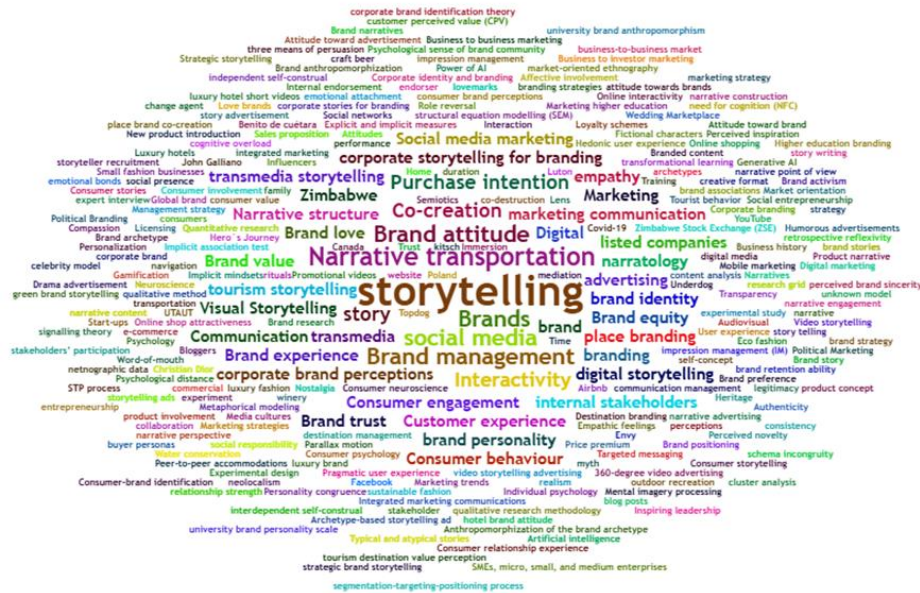 corporate brand identification theory
customer perceived value (CPV)
Brand narratives university brand anthropomorphism
Attitude toward advertisement Business to business marketing
three means of persuasion Psychological sense of brand community business-to-business market
Strategic storytelling craft beer impression management Business to investor marketing
Brand anthropomorphization Power of AI market-oriented ethnography
independent self-construal Corporate identity and branding Affective involvement marketing strategy
Internal endorsement endorser lovemarks branding strategies attitude towards brands
luxury hotel short videos emotional attachment consumer brand perceptions Online interactivity narrative construction
change agent Love brands corporate stories for branding Role reversal Marketing higher education need for cognition (NFC)
story advertisement Social networks structural equation modelling (SEM) Wedding Marketplace
place brand co-creation Benito de cuétara Explicit and implicit measures Interaction Loyalty schemes Attitude toward brand
New product introduction Sales proposition Attitudes Fictional characters Perceived inspiration
cognitive overload performance Social media marketing Hedonic user experience Online shopping Higher education branding
Luxury hotels integrated marketing Branded content story writing
storyteller recruitment John Galliano Influencers corporate storytelling for branding transformational learning Generative AI
Small fashion businesses Home duration Luton archetypes narrative point of view
emotional bonds social presence transmedia storytelling Purchase intention empathy Training creative format Brand activism
Consumer stories Consumer involvement family Semiotics co-destruction Lens brand associations Market orientation
expert interview Global brand consumer value Zimbabwe Marketing Tourist behavior Social entrepreneurship
Management strategy Corporate branding strategy
Political Branding consumers Narrative structure Co-creation marketing communication YouTube
Compassion Licensing Quantitative research Covid-19 Zimbabwe Stock Exchange (ZSE) Humorous advertisements
Brand archetype Hero´s Journey Brand love Brand attitude Digital retrospective reflexivity
Personalization Implicit association test Canada Trust kitsch Immersion listed companies Business history brand stories
corporate brand digital media Product narrative
celebrity model navigation Brand value Narrative transportation narratology Mobile marketing Digital marketing
Gamification Implicit mindsets rituals Promotional videos website Poland mediation content analysis Narratives
Drama advertisement Neuroscience advertising Underdog research grid perceived brand sincerity
green brand storytelling qualitative method tourism storytelling storytelling Transparency unknown model
transportation brand identity narrative engagement
narrative content UTAUT Visual Storytelling story Topdog Brands Brand equity experimental study narrative
Start-ups Online shop attractiveness Brand research Audiovisual Video storytelling
signalling theory e-commerce brand User experience story telling
Psychology Communication transmedia social media Time place branding Eco fashion brand strategy
stakeholders' participation Bloggers impression management (IM) Political Marketing
Word-of-mouth Brand experience Brand management branding self-concept Brand story
netnographic data Christian Dior brand retention ability
Psychological distance corporate brand perceptions digital storytelling Brand preference
STP process commercial luxury fashion Nostalgia Consumer neuroscience Interactivity Airbnb communication management legitimacy product concept
storytelling ads experiment winery Heritage
entrepreneurship Metaphorical modeling Consumer engagement internal stakeholders Authenticity
product involvement Media cultures Destination branding narrative advertising
collaboration Marketing strategies Brand trust Customer experience Empathic feelings perceptions consistency
narrative perspective destination management Envy Perceived novelty
buyer personas social responsibility Parallax motion brand personality Price premium Brand positioning
Water conservation Consumer psychology Targeted messaging schema incongruity
Peer-to-peer accommodations luxury brand Consumer behaviour myth Consumer storytelling
Experimental design Pragmatic user experience video storytelling advertising 360-degree video advertising
Consumer-brand identification neolocalism Facebook Marketing trends realism outdoor recreation cluster analysis
relationship strength Personality congruence sustainable fashion Individual psychology Mental imagery processing
Integrated marketing communications blog posts
interdependent self-construal stakeholder qualitative research methodology Inspiring leadership
Archetype-based storytelling ad hotel brand attitude
university brand personality scale Anthropomorphization of the brand archetype
Typical and atypical stories Artificial intelligence
Consumer relationship experience
tourism destination value perception
strategic brand storytelling SMEs, micro, small, and medium enterprises
segmentation-targeting-positioning process